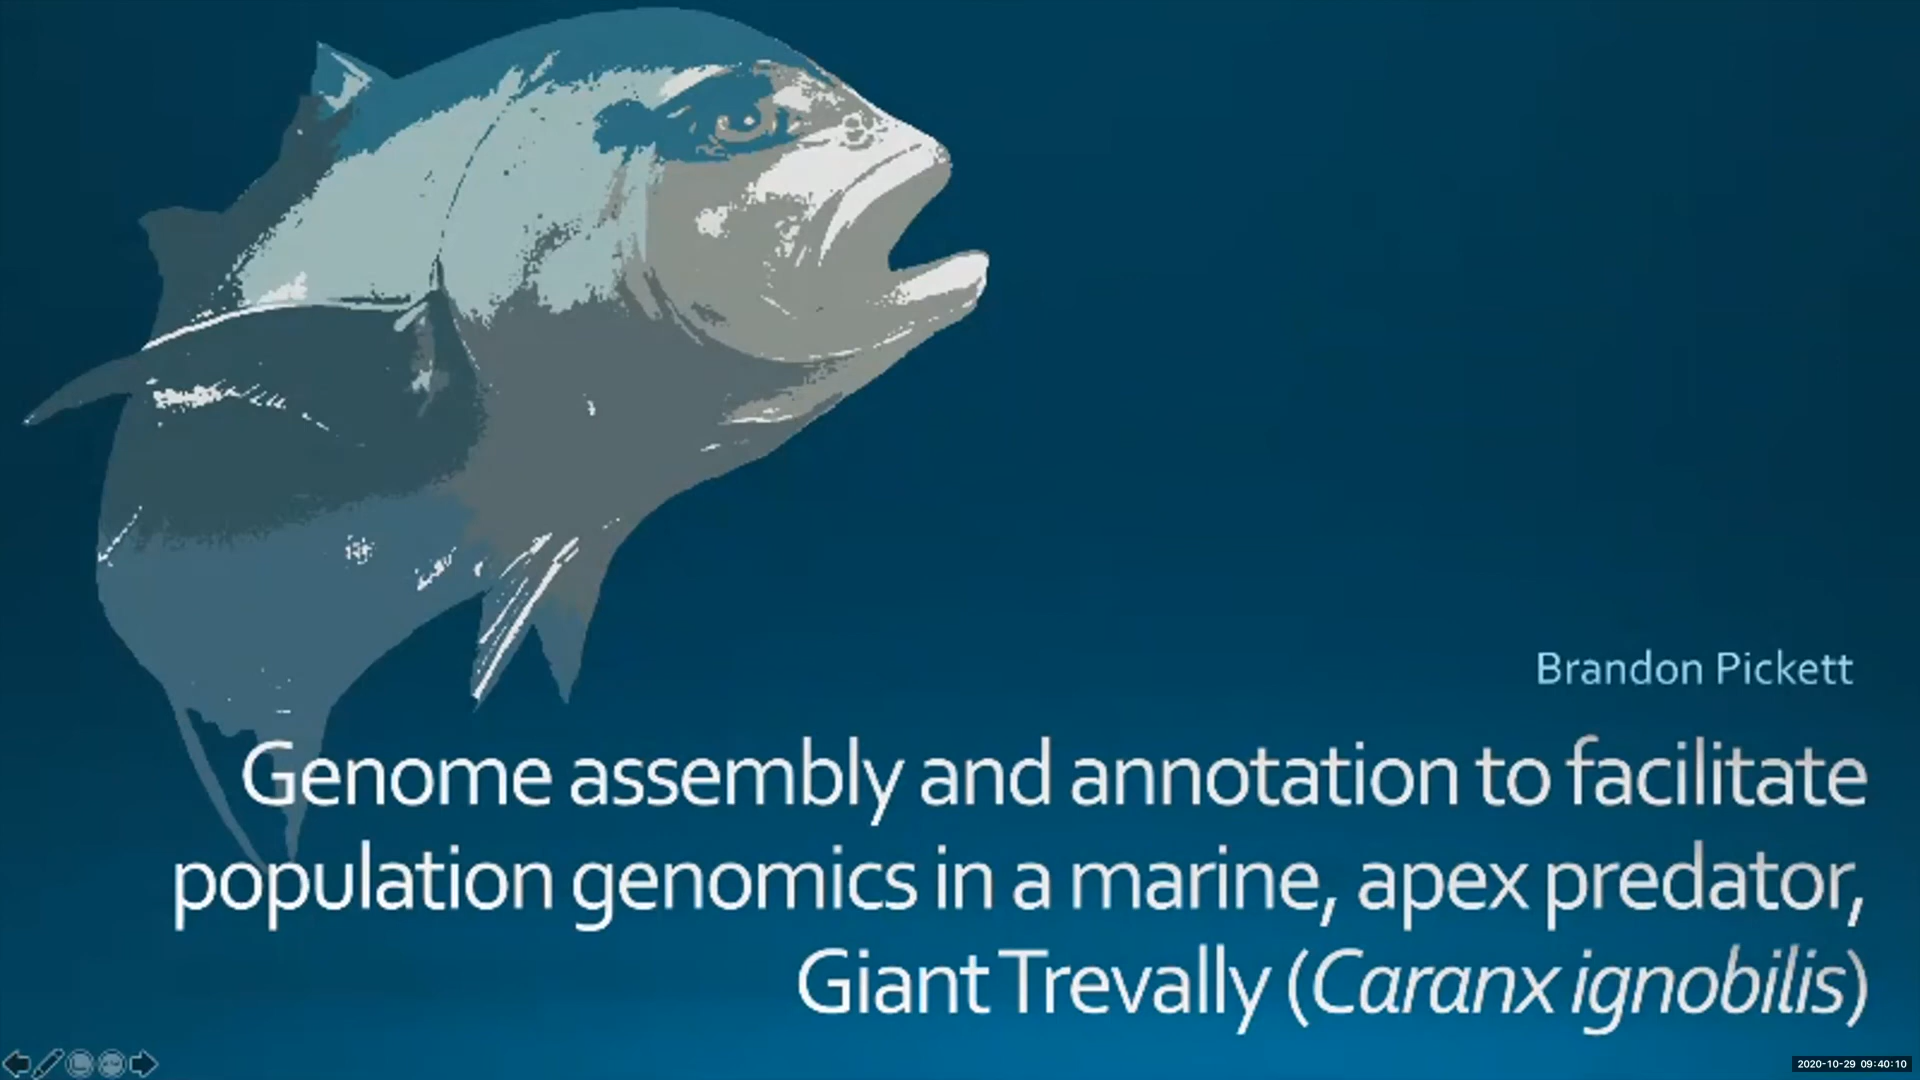 Brandon Pickett
Genome assembly and annotation to facilitate
population genomics in a marine, apex predator,
Giant Trevally (Caranx ignobilis)
2020-10-29 09:40:10